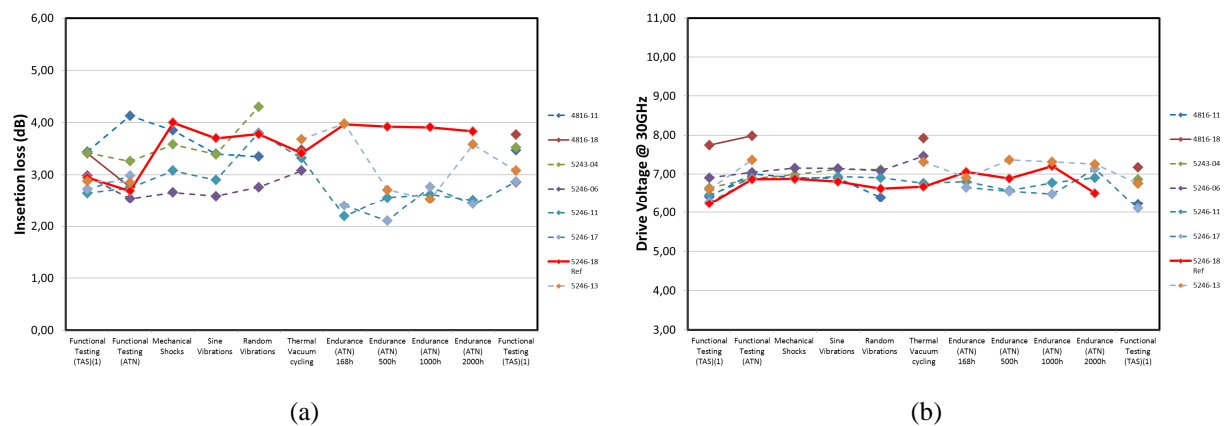 6,00
5,00
4,00
3,00
2,00
1,00
0,00
Insertion loss (dB)
Functional
Testing
(TAS)(1)
Functional
Testing
(ATN)
Mechanical
Shocks
Sine
Vibrations
Random
Vibrations
Thermal
Vacuum
cycling
Endurance
(ATN)
168h
Endurance
(ATN)
500h
Endurance
(ATN)
1000h
Endurance
(ATN)
2000h
Functional
Testing
(TAS)(1)
4816-11
4816-18
5243-04
5246-06
5246-11
5246-17
5246-18
Ref
5246-13
(a)
11,00
10,00
9,00
8,00
7,00
6,00
5,00
4,00
3,00
Drive Voltage @ 30GHz
Functional
Testing
(TAS)(1)
Functional
Testing
(ATN)
Mechanical
Shocks
Sine
Vibrations
Random
Vibrations
Thermal
Vacuum
cycling
Endurance
(ATN)
168h
Endurance
(ATN)
500h
Endurance
(ATN)
1000h
Endurance
(ATN)
2000h
Functional
Testing
(TAS)(1)
4816-11
4816-18
5243-04
5246-06
5246-11
5246-17
5246-18
Ref
5246-13
(b)